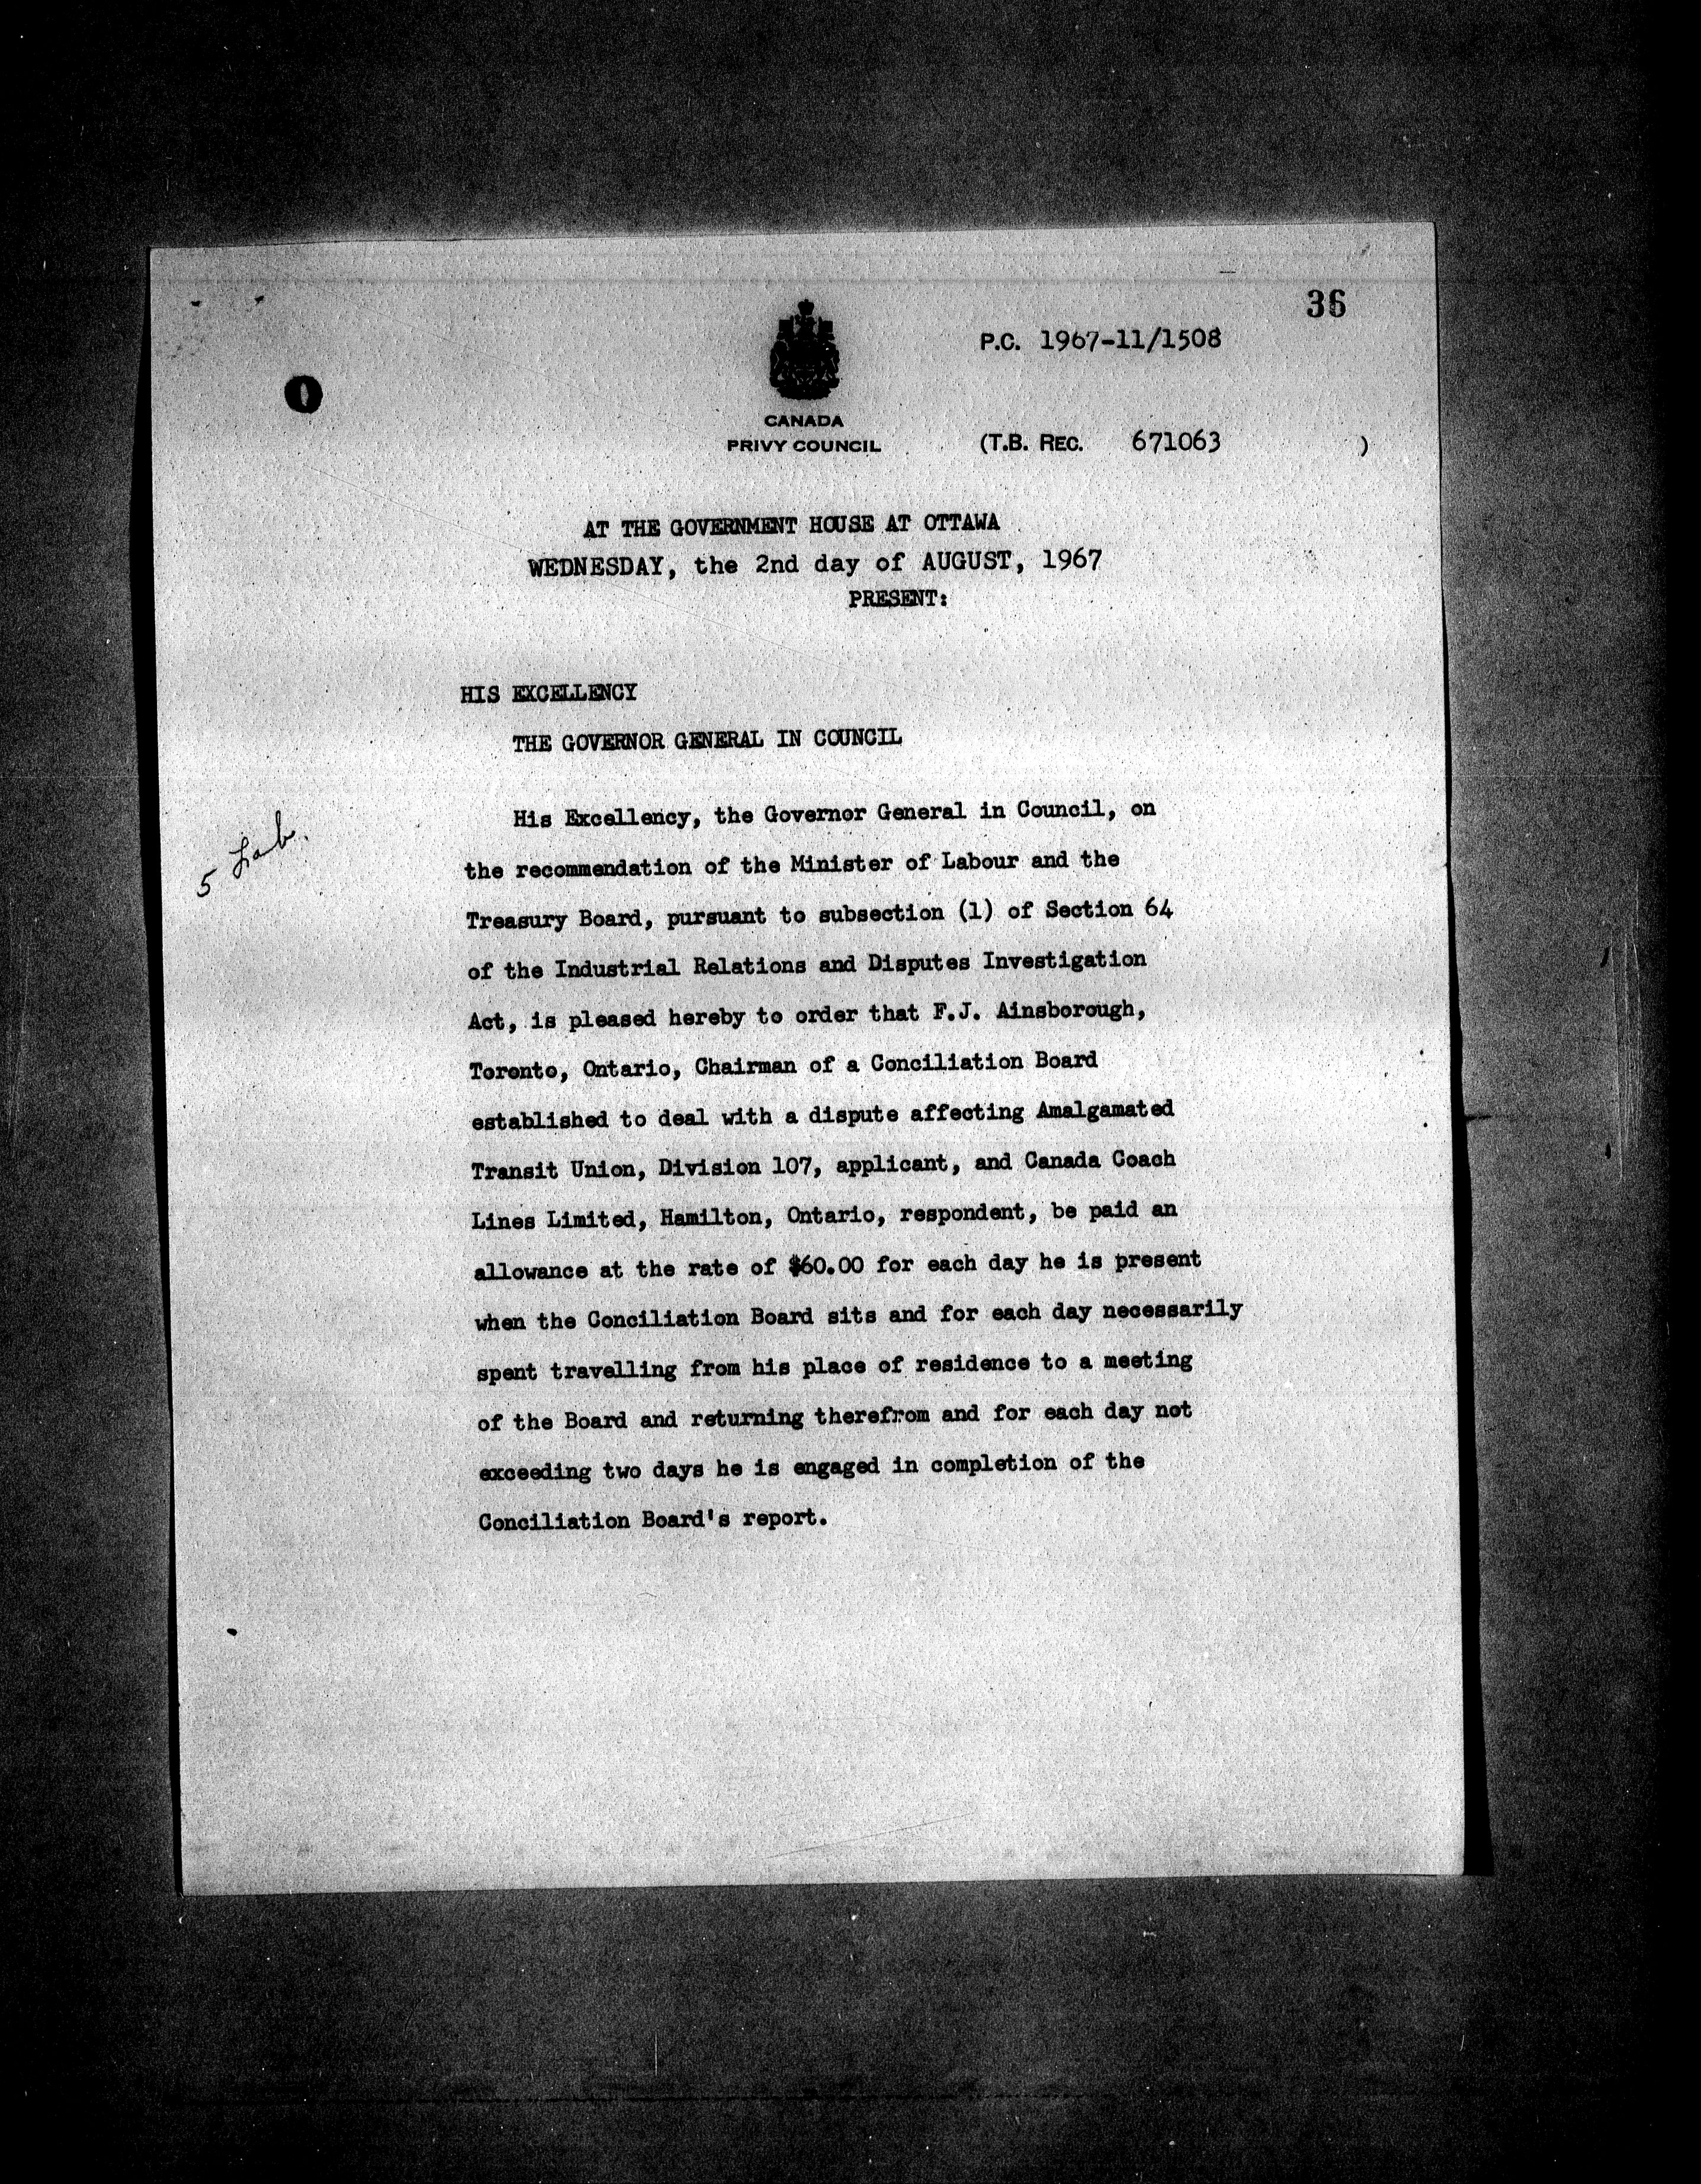 36
P.C. 1967-11/1508
CANADA
PRIVY COUNCIL
(T.B. REC. 671063 )
AT THE GOVERNMENT HOUSE AT OTTAWA
WEDNESDAY, the 2nd day of AUGUST, 1967
PRESENT:
HIS EXCELLENCY
THE GOVERNOR GENERAL IN COUNCIL
5 Lab.
His Excellency, the Governor General in Council, on
the recommendation of the Minister of Labour and the
Treasury Board, pursuant to subsection (1) of Section 64
of the Industrial Relations and Disputes Investigation
Act, is pleased hereby to order that F.J. Ainsborough,
Toronto, Ontario, Chairman of a Conciliation Board
established to deal with a dispute affecting Amalgamated
Transit Union, Division 107, applicant, and Canada Coach
Lines Limited, Hamilton, Ontario, respondent, be paid an
allowance at the rate of $60.00 for each day he is present
when the Conciliation Board sits and for each day necessarily
spent travelling from his place of residence to a meeting
of the Board and returning therefrom and for each day not
exceeding two days he is engaged in completion of the
Conciliation Board's report.